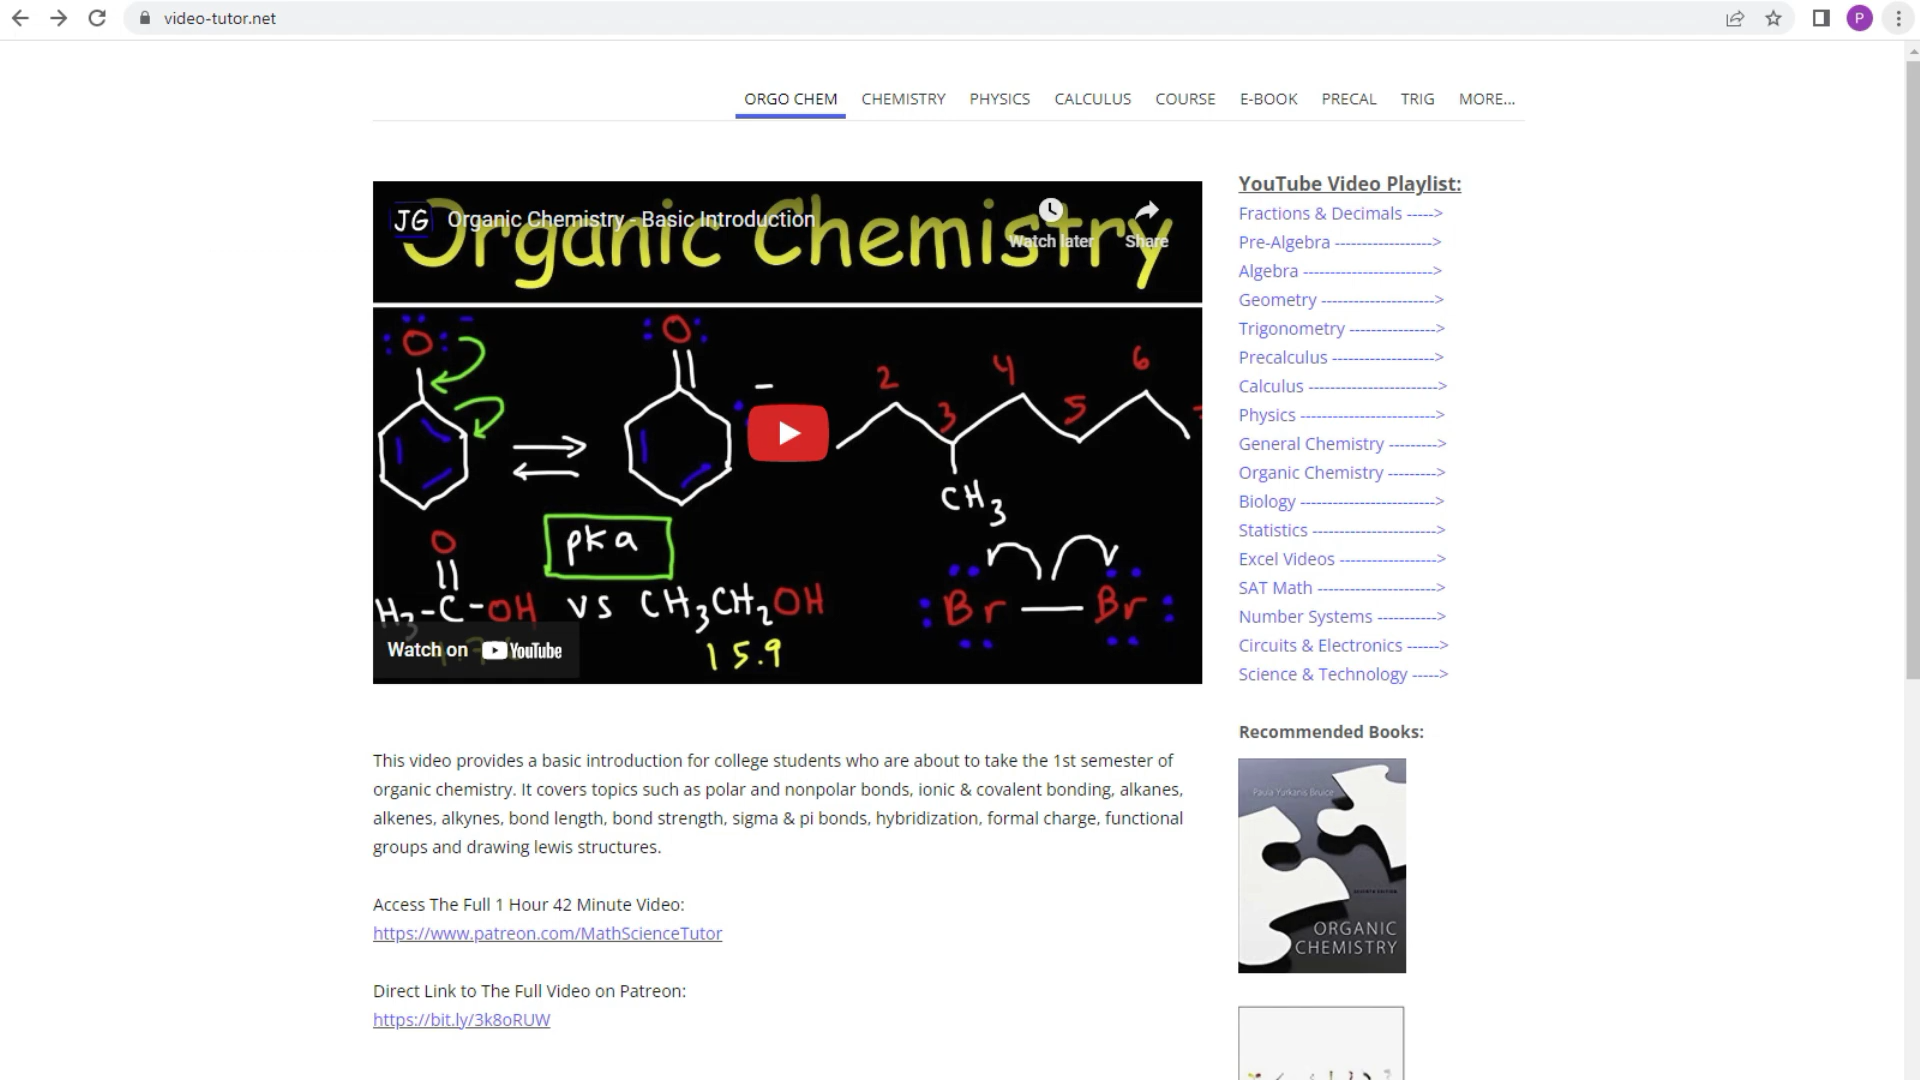 video-tutor.net
P
ORGO CHEM CHEMISTRY PHYSICS CALCULUS COURSE E-BOOK PRECAL TRIG MORE...
Organic Chemistry
JG Organic Chemistry - Basic Introduction
Watch later Share
O O
2 3 4 5 6
CH3
pka
O
H3-C-OH vs CH3CH2OH
15.9
Br — Br
Watch on YouTube
This video provides a basic introduction for college students who are about to take the 1st semester of
organic chemistry. It covers topics such as polar and nonpolar bonds, ionic & covalent bonding, alkanes,
alkenes, alkynes, bond length, bond strength, sigma & pi bonds, hybridization, formal charge, functional
groups and drawing lewis structures.
Access The Full 1 Hour 42 Minute Video:
https://www.patreon.com/MathScienceTutor
Direct Link to The Full Video on Patreon:
https://bit.ly/3k8oRUW
YouTube Video Playlist:
Fractions & Decimals ----->
Pre-Algebra ------------------>
Algebra ------------------------>
Geometry --------------------->
Trigonometry ---------------->
Precalculus ------------------->
Calculus ------------------------->
Physics ------------------------->
General Chemistry --------->
Organic Chemistry --------->
Biology ------------------------->
Statistics ----------------------->
Excel Videos ------------------->
SAT Math ----------------------->
Number Systems ----------->
Circuits & Electronics ------>
Science & Technology ----->
Recommended Books:
Paula Yurkanis Bruice
SEVENTH EDITION
ORGANIC
CHEMISTRY